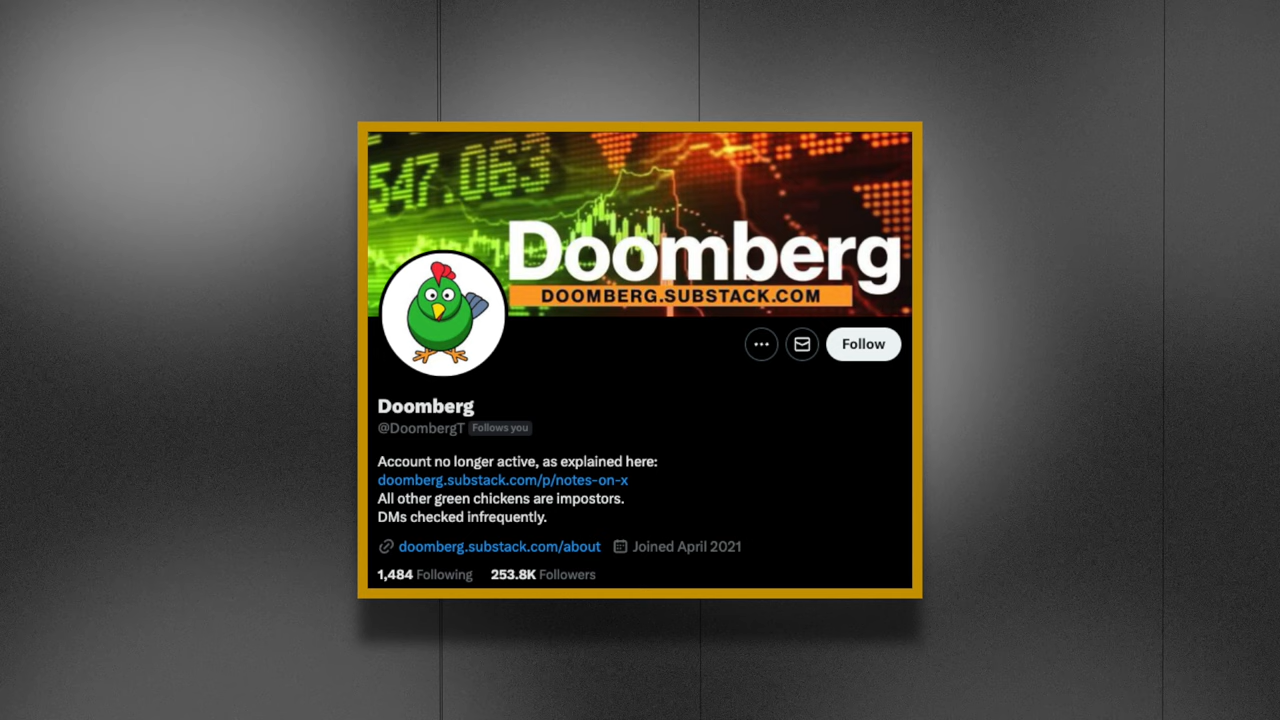 547.063
Doomberg
DOOMBERG.SUBSTACK.COM
Follow
Doomberg
@DoombergT Follows you
Account no longer active, as explained here:
doomberg.substack.com/p/notes-on-x
All other green chickens are impostors.
DMs checked infrequently.
doomberg.substack.com/about Joined April 2021
1,484 Following 253.8K Followers